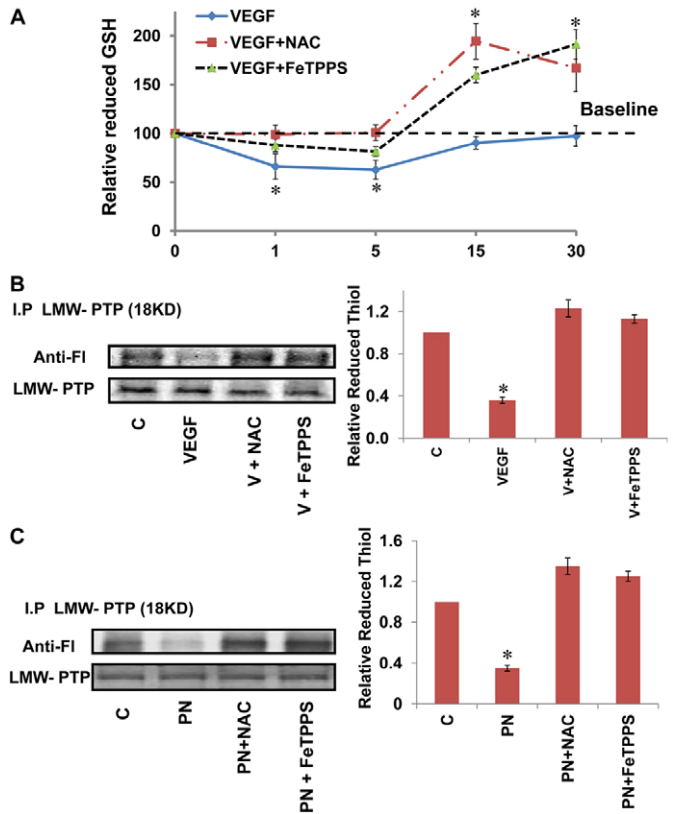 A
Relative reduced GSH
VEGF
VEGF+NAC
VEGF+FeTPPS
200
150
100
50
0
*
*
*
*
Baseline
0
1
5
15
30
B
I.P LMW- PTP (18KD)
Anti-Fl
LMW- PTP
C
VEGF
V + NAC
V + FeTPPS
Relative Reduced Thiol
1.2
0.8
0.4
0.0
*
C
VEGF
V+NAC
V+FeTPPS
C
I.P LMW- PTP (18KD)
Anti-Fl
LMW- PTP
C
PN
PN+NAC
PN + FeTPPS
Relative Reduced Thiol
1.6
1.2
0.8
0.4
0
*
C
PN
PN+NAC
PN+FeTPPS